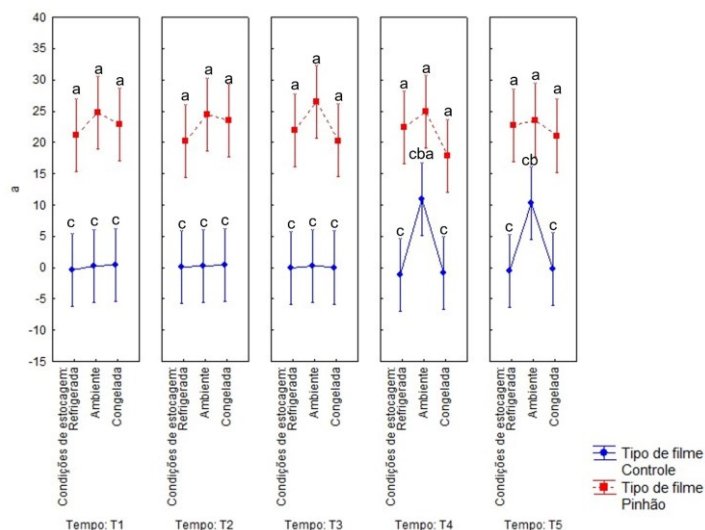 40
35
30
25
20
15
10
5
0
-5
-10
-15
a
a a a
c c c
a a a
c c c
a a a
c c c
a a a
c cba c
a a a
c cb c
Condições de estocagem:
Refrigerada
Ambiente
Congelada
Condições de estocagem:
Refrigerada
Ambiente
Congelada
Condições de estocagem:
Refrigerada
Ambiente
Congelada
Condições de estocagem:
Refrigerada
Ambiente
Congelada
Condições de estocagem:
Refrigerada
Ambiente
Congelada
Tempo: T1
Tempo: T2
Tempo: T3
Tempo: T4
Tempo: T5
Tipo de filme
Controle
Tipo de filme
Pinhão